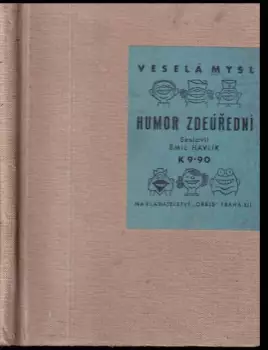 VESELÁ MYSL
HUMOR ZDEÚŘEDNÍ
Sestavil
EMIL HAVLÍK
K 9·90
NAKLADATELSTVÍ „ORBIS“ PRAHA XII